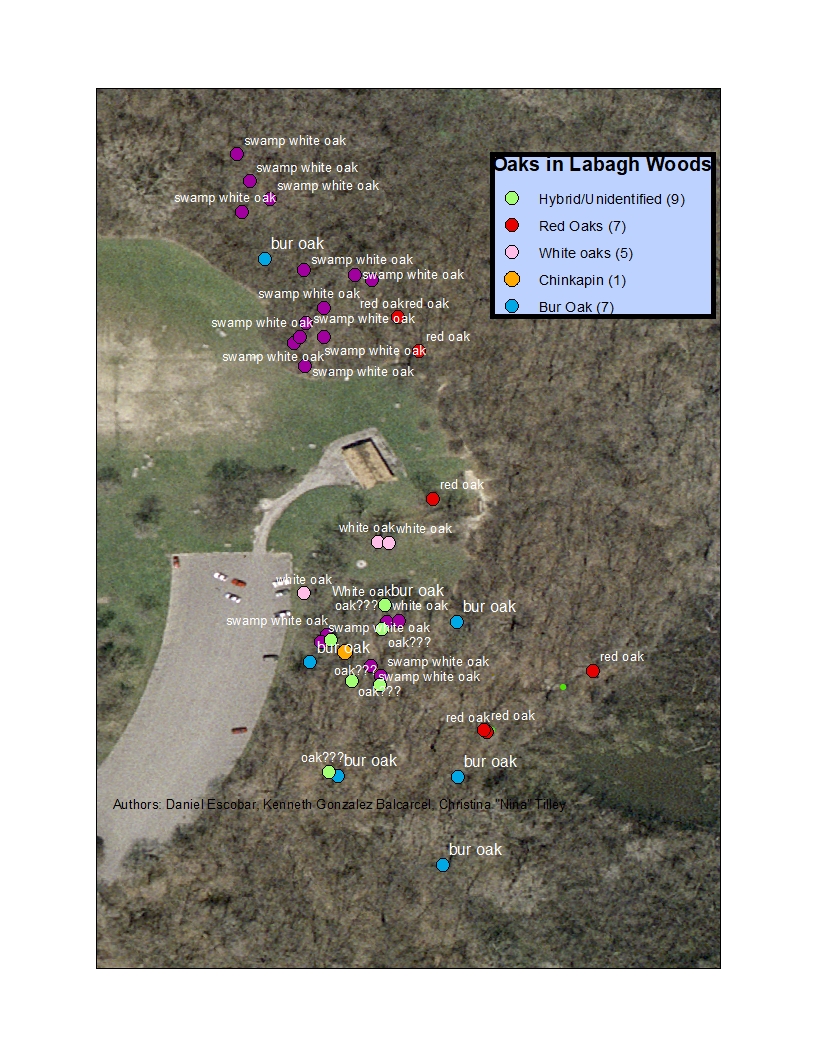 swamp white oak
swamp white oak
swamp white oak
swamp white oak
Oaks in Labagh Woods
Hybrid/Unidentified (9)
Red Oaks (7)
White oaks (5)
Chinkapin (1)
Bur Oak (7)
bur oak
swamp white oak
swamp white oak
swamp white oak
red oak
red oak
swamp white oak
swamp white oak
red oak
swamp white oak
swamp white oak
swamp white oak
red oak
white oak
white oak
white oak
White oak
bur oak
oak???
white oak
bur oak
swamp white oak
swamp white oak
oak???
bur oak
red oak
swamp white oak
oak???
swamp white oak
oak???
red oak
red oak
oak???
bur oak
bur oak
Authors: Daniel Escobar, Kenneth Gonzalez Balcarcel, Christina "Nina" Tilley
bur oak